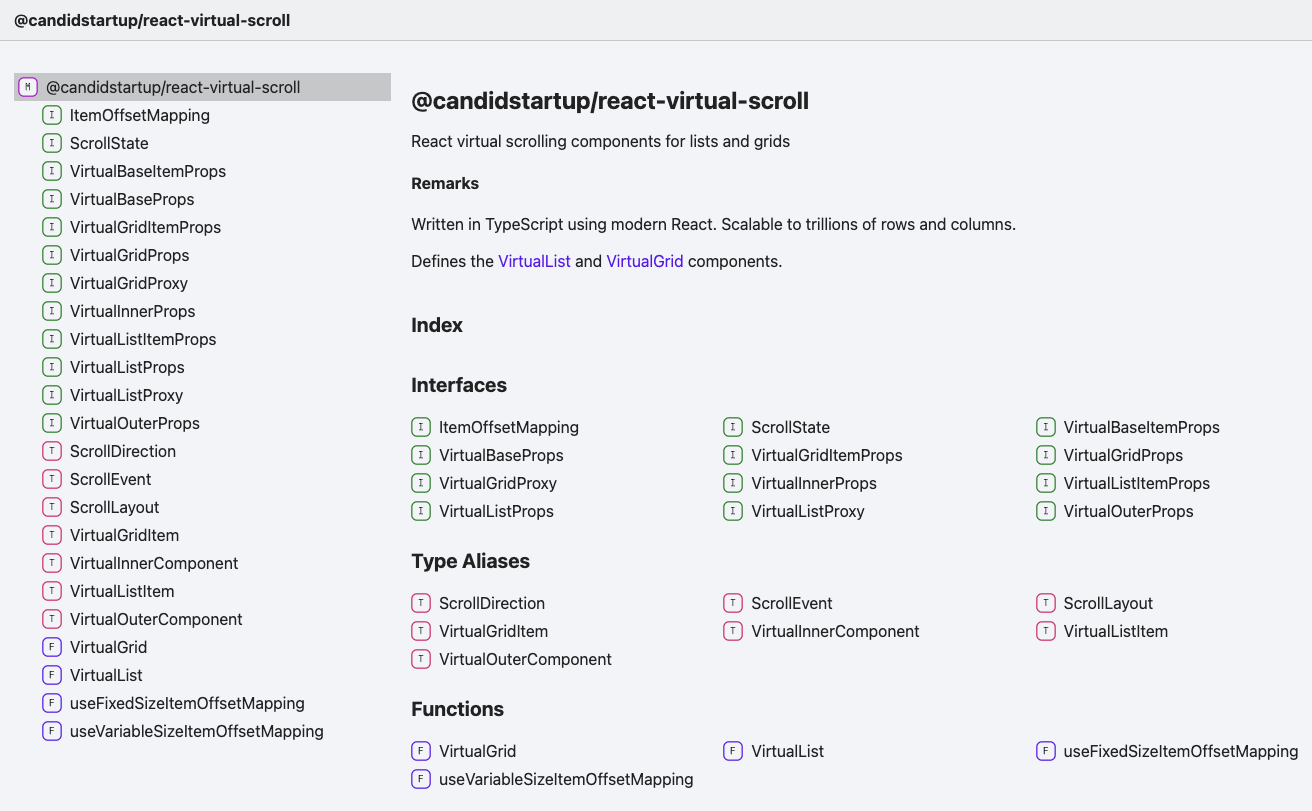 @candidstartup/react-virtual-scroll
M @candidstartup/react-virtual-scroll
I ItemOffsetMapping
I ScrollState
I VirtualBaseItemProps
I VirtualBaseProps
I VirtualGridItemProps
I VirtualGridProps
I VirtualGridProxy
I VirtualInnerProps
I VirtualListItemProps
I VirtualListProps
I VirtualListProxy
I VirtualOuterProps
T ScrollDirection
T ScrollEvent
T ScrollLayout
T VirtualGridItem
T VirtualInnerComponent
T VirtualListItem
T VirtualOuterComponent
F VirtualGrid
F VirtualList
F useFixedSizeItemOffsetMapping
F useVariableSizeItemOffsetMapping
@candidstartup/react-virtual-scroll
React virtual scrolling components for lists and grids
Remarks
Written in TypeScript using modern React. Scalable to trillions of rows and columns.
Defines the VirtualList and VirtualGrid components.
Index
Interfaces
I ItemOffsetMapping I ScrollState I VirtualBaseItemProps
I VirtualBaseProps I VirtualGridItemProps I VirtualGridProps
I VirtualGridProxy I VirtualInnerProps I VirtualListItemProps
I VirtualListProps I VirtualListProxy I VirtualOuterProps
Type Aliases
T ScrollDirection T ScrollEvent T ScrollLayout
T VirtualGridItem T VirtualInnerComponent T VirtualListItem
T VirtualOuterComponent
Functions
F VirtualGrid F VirtualList F useFixedSizeItemOffsetMapping
F useVariableSizeItemOffsetMapping